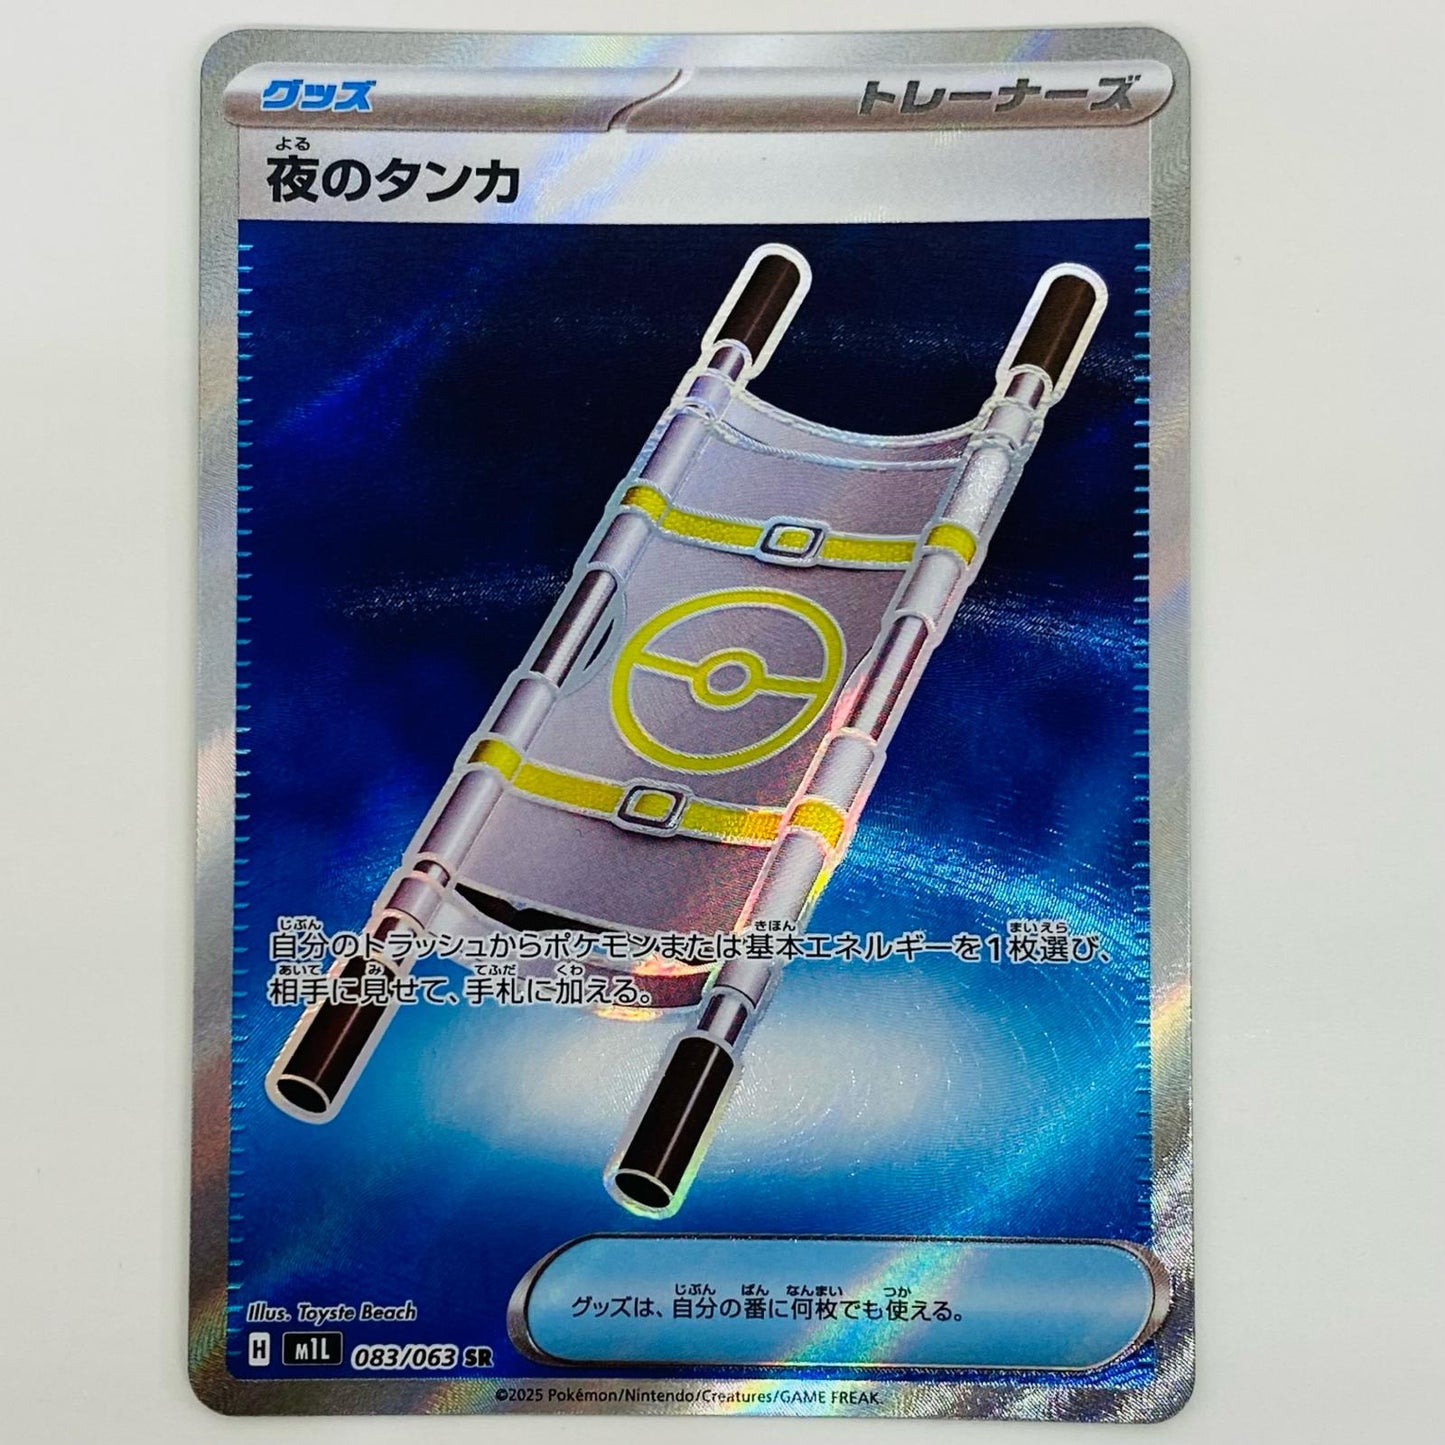 グッズ
トレーナーズ
よる
夜のタンカ
じぶん きほん まいえら
自分のトラッシュからポケモンまたは基本エネルギーを1枚選び、
あいて み てふだ くわ
相手に見せて、手札に加える。
じぶん ばん なんまい つか
グッズは、自分の番に何枚でも使える。
Illus. Toyste Beach
H M1L 083/063 SR
©2025 Pokémon/Nintendo/Creatures/GAME FREAK.